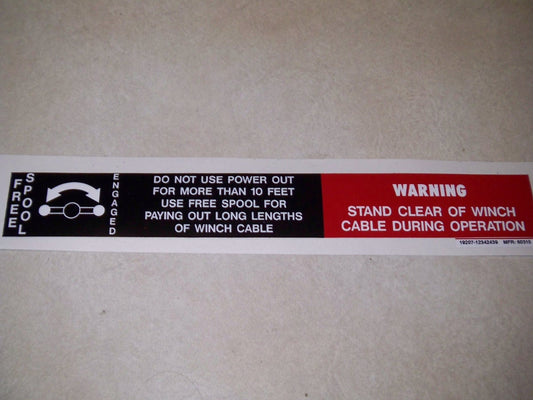 FREE
SPOOL
ENGAGED
DO NOT USE POWER OUT
FOR MORE THAN 10 FEET
USE FREE SPOOL FOR
PAYING OUT LONG LENGTHS
OF WINCH CABLE
WARNING
STAND CLEAR OF WINCH
CABLE DURING OPERATION
19207-12342439 MFR: 60310